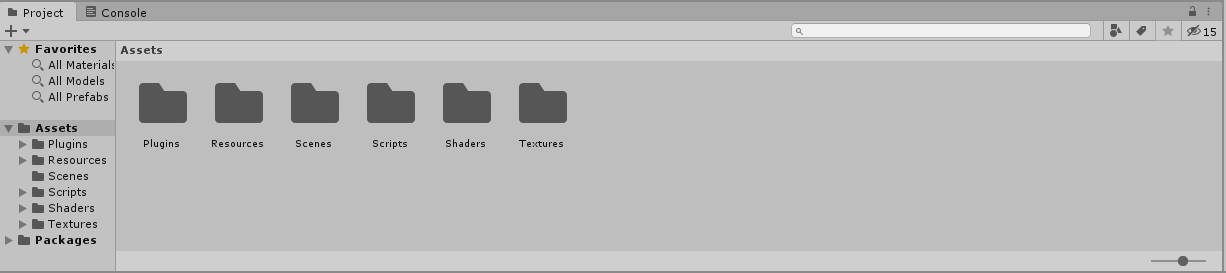 Project
Console
15
Favorites
All Materials
All Models
All Prefabs
Assets
Plugins
Resources
Scenes
Scripts
Shaders
Textures
Packages
Assets
Plugins
Resources
Scenes
Scripts
Shaders
Textures